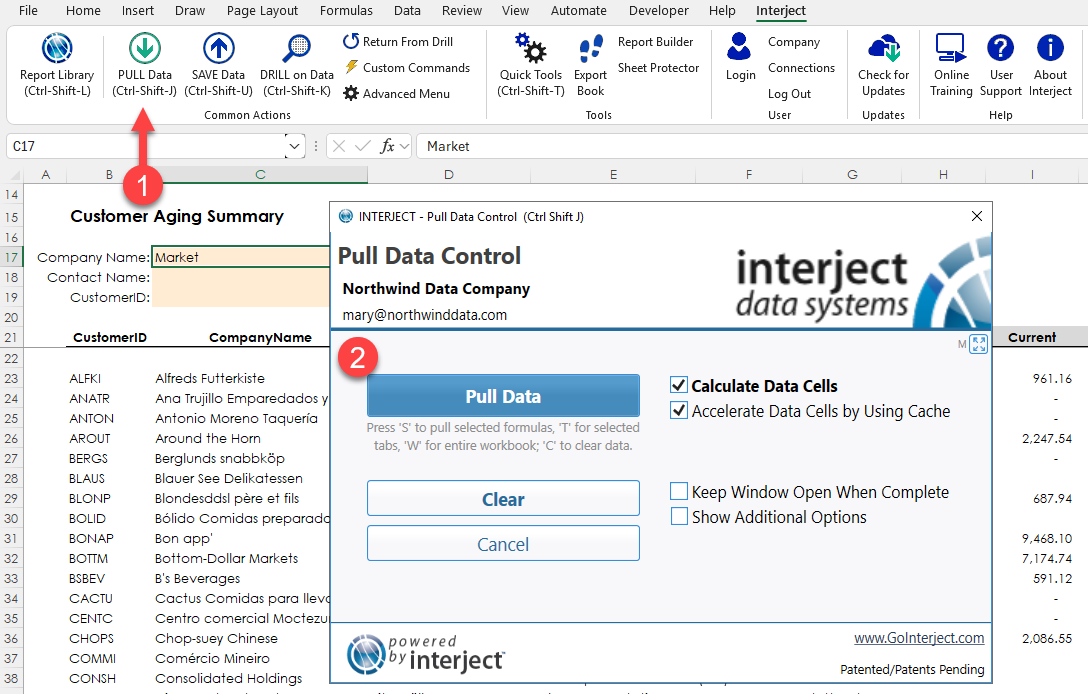 File Home Insert Draw Page Layout Formulas Data Review View Automate Developer Help Interject
Report Library
(Ctrl-Shift-L)
PULL Data
(Ctrl-Shift-J)
SAVE Data
(Ctrl-Shift-U)
DRILL on Data
(Ctrl-Shift-K)
Return From Drill
Custom Commands
Advanced Menu
Common Actions
Quick Tools
(Ctrl-Shift-T)
Export
Book
Report Builder
Sheet Protector
Tools
Login
Company
Connections
Log Out
User
Check for
Updates
Updates
Online
Training
User
Support
About
Interject
Help
1
C17 fx Market
A B C D E F G H I
14
15 Customer Aging Summary
16
17 Company Name: Market
18 Contact Name:
19 CustomerID:
20
21 CustomerID CompanyName Current
22
23 ALFKI Alfreds Futterkiste 961.16
24 ANATR Ana Trujillo Emparedados y -
25 ANTON Antonio Moreno Taquería -
26 AROUT Around the Horn 2,247.54
27 BERGS Berglunds snabbköp -
28 BLAUS Blauer See Delikatessen
29 BLONP Blondesddsl père et fils 687.94
30 BOLID Bólido Comidas preparada
31 BONAP Bon app' 9,468.10
32 BOTTM Bottom-Dollar Markets 7,174.74
33 BSBEV B's Beverages 591.12
34 CACTU Cactus Comidas para lleva -
35 CENTC Centro comercial Moctezu -
36 CHOPS Chop-suey Chinese 2,086.55
37 COMMI Comércio Mineiro
38 CONSH Consolidated Holdings
INTERJECT - Pull Data Control (Ctrl Shift J)
Pull Data Control
Northwind Data Company
mary@northwinddata.com
interject
data systems
M
2
Pull Data
Press 'S' to pull selected formulas, 'T' for selected
tabs, 'W' for entire workbook; 'C' to clear data.
Clear
Cancel
Calculate Data Cells
Accelerate Data Cells by Using Cache
Keep Window Open When Complete
Show Additional Options
powered
by interject™
www.GoInterject.com
Patented/Patents Pending